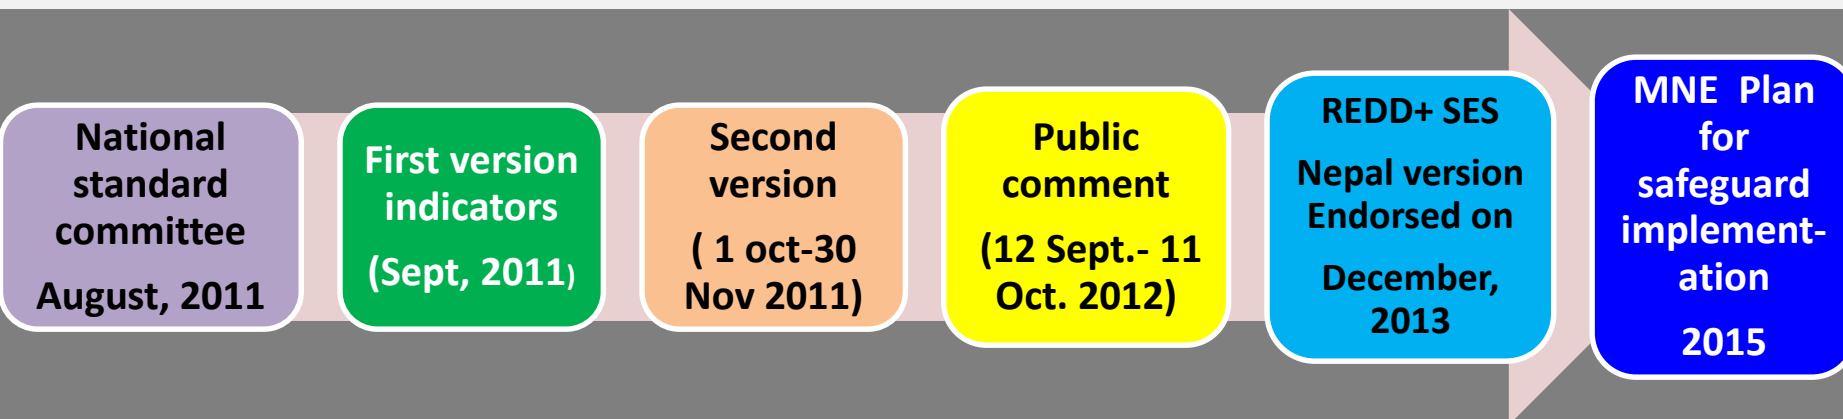 National
standard
committee
August, 2011
First version
indicators
(Sept, 2011)
Second
version
( 1 oct-30
Nov 2011)
Public
comment
(12 Sept.- 11
Oct. 2012)
REDD+ SES
Nepal version
Endorsed on
December,
2013
MNE Plan
for
safeguard
implement-
ation
2015